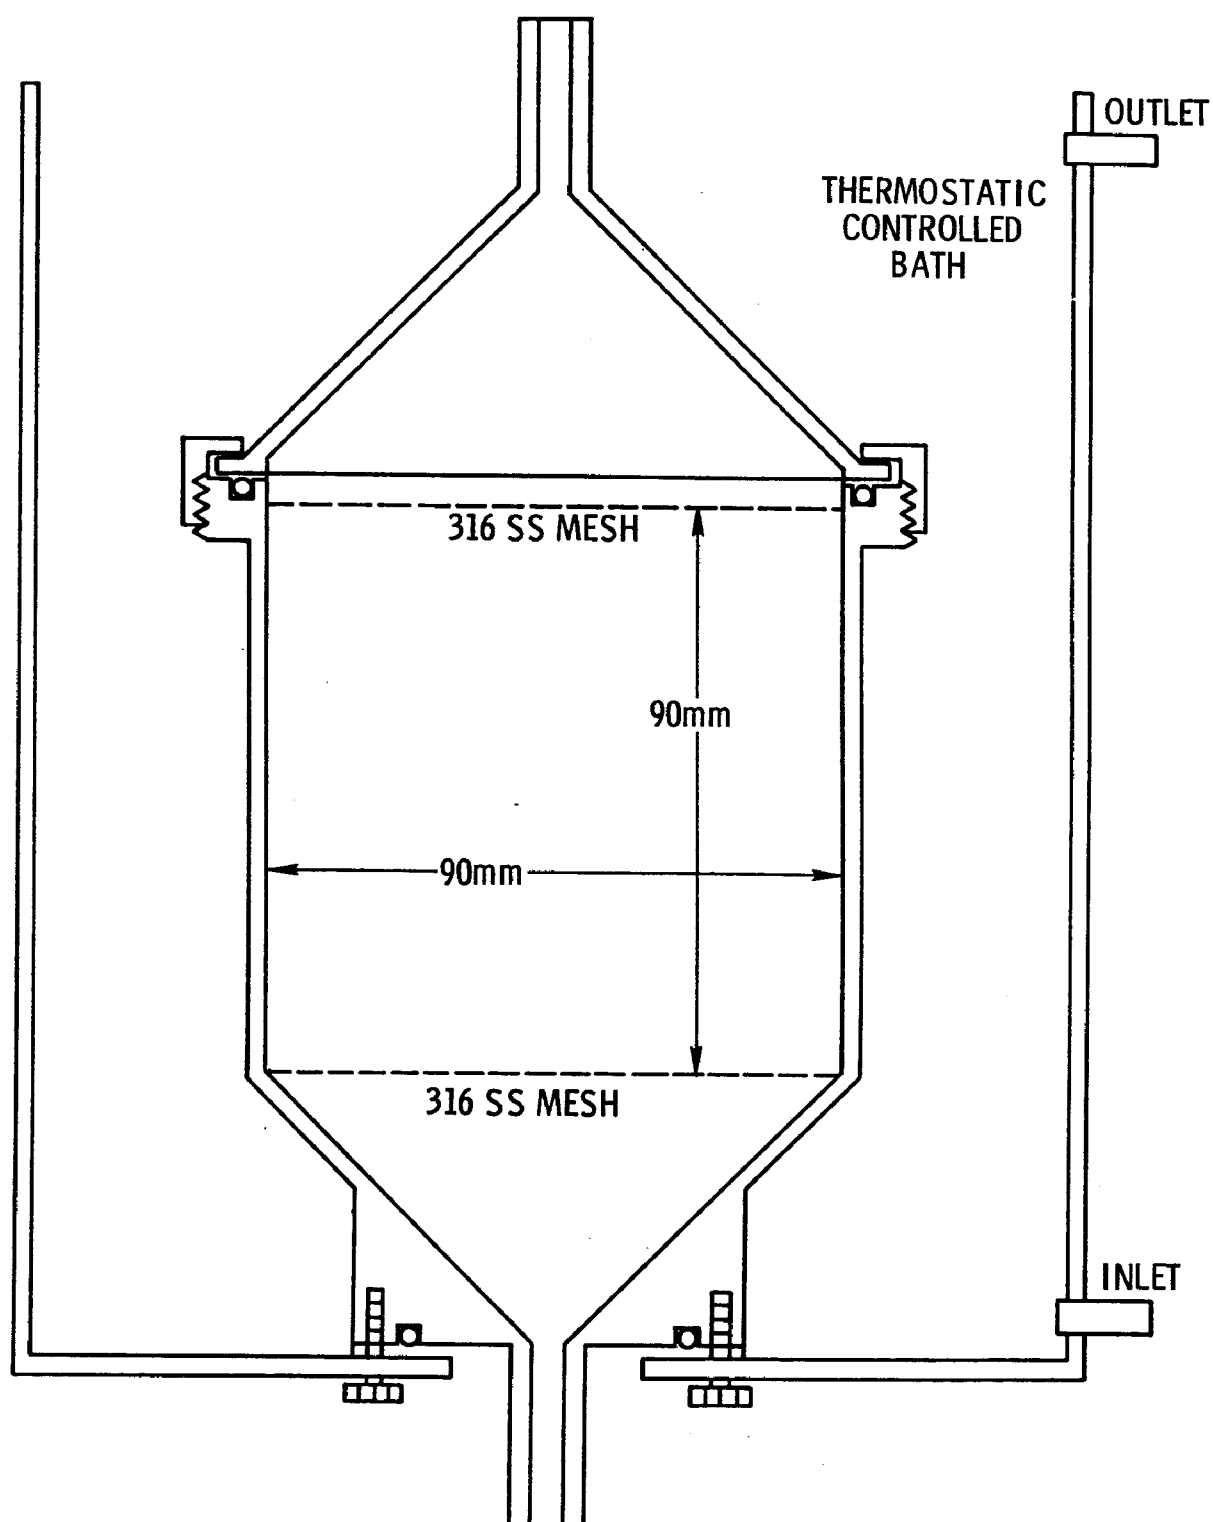 OUTLET
THERMOSTATIC
CONTROLLED
BATH
316 SS MESH
90mm
90mm
316 SS MESH
INLET